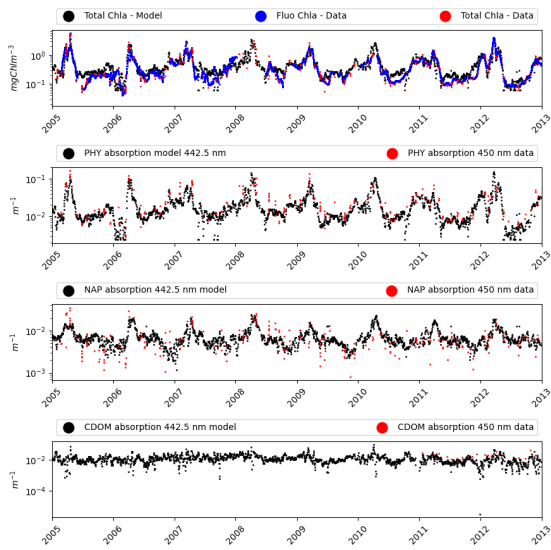 Total Chla - Model Fluo Chla - Data Total Chla - Data
mgChlm⁻³
10⁰
10⁻¹
2005 2006 2007 2008 2009 2010 2011 2012 2013
PHY absorption model 442.5 nm PHY absorption 450 nm data
m⁻¹
10⁻¹
10⁻²
2005 2006 2007 2008 2009 2010 2011 2012 2013
NAP absorption 442.5 nm model NAP absorption 450 nm data
m⁻¹
10⁻²
10⁻³
2005 2006 2007 2008 2009 2010 2011 2012 2013
CDOM absorption 442.5 nm model CDOM absorption 450 nm data
m⁻¹
10⁻²
10⁻⁴
2005 2006 2007 2008 2009 2010 2011 2012 2013